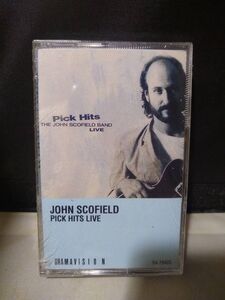 Pick Hits
THE JOHN SCOFIELD BAND
LIVE
JOHN SCOFIELD
PICK HITS LIVE
GRAMAVISION